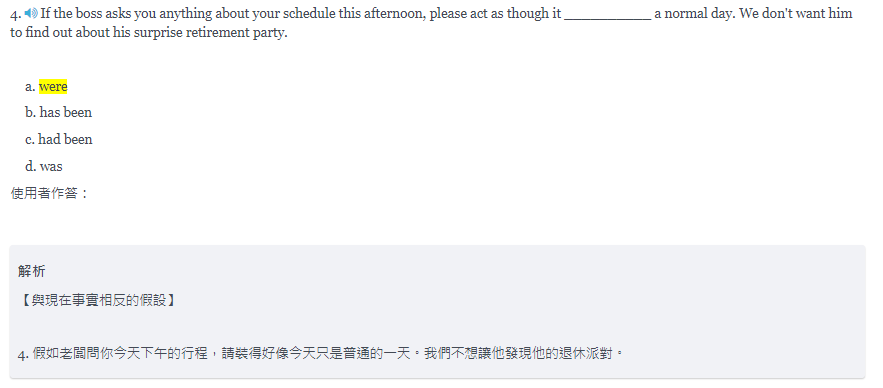 4. If the boss asks you anything about your schedule this afternoon, please act as though it ____________ a normal day. We don't want him
to find out about his surprise retirement party.
a. were
b. has been
c. had been
d. was
使用者作答：
解析
【與現在事實相反的假設】
4. 假如老闆問你今天下午的行程，請裝得好像今天只是普通的一天。我們不想讓他發現他的退休派對。